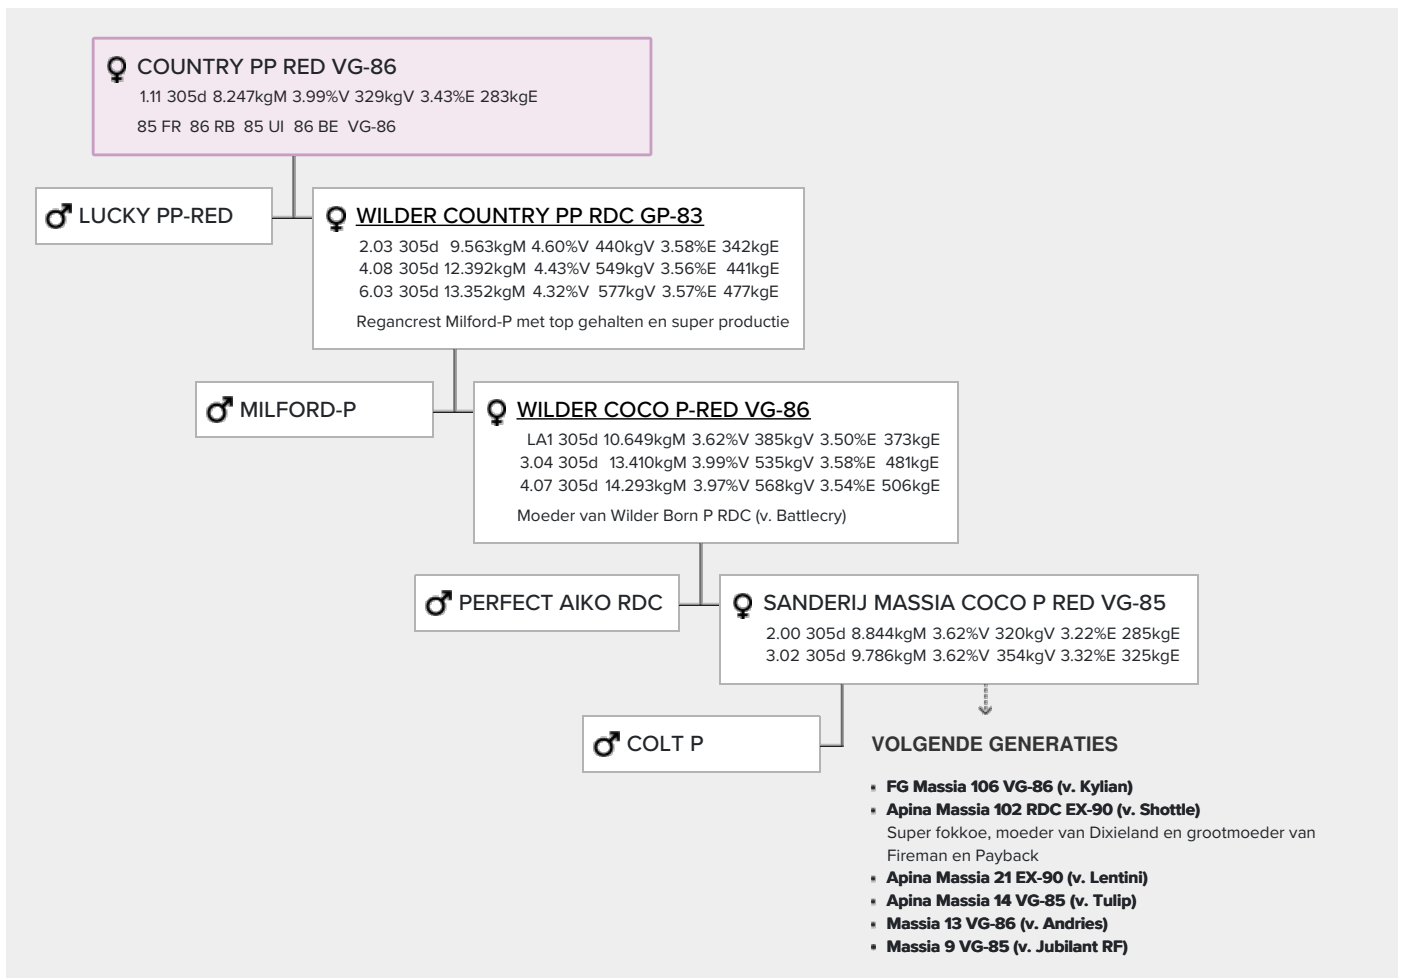 COUNTRY PP RED VG-86
1.11 305d 8.247kgM 3.99%V 329kgV 3.43%E 283kgE
85 FR 86 RB 85 UI 86 BE VG-86
LUCKY PP-RED
WILDER COUNTRY PP RDC GP-83
2.03 305d 9.563kgM 4.60%V 440kgV 3.58%E 342kgE
4.08 305d 12.392kgM 4.43%V 549kgV 3.56%E 441kgE
6.03 305d 13.352kgM 4.32%V 577kgV 3.57%E 477kgE
Regancrest Milford-P met top gehalten en super productie
MILFORD-P
WILDER COCO P-RED VG-86
LA1 305d 10.649kgM 3.62%V 385kgV 3.50%E 373kgE
3.04 305d 13.410kgM 3.99%V 535kgV 3.58%E 481kgE
4.07 305d 14.293kgM 3.97%V 568kgV 3.54%E 506kgE
Moeder van Wilder Born P RDC (v. Battlecry)
PERFECT AIKO RDC
SANDERIJ MASSIA COCO P RED VG-85
2.00 305d 8.844kgM 3.62%V 320kgV 3.22%E 285kgE
3.02 305d 9.786kgM 3.62%V 354kgV 3.32%E 325kgE
COLT P
VOLGENDE GENERATIES
▪ FG Massia 106 VG-86 (v. Kylian)
▪ Apina Massia 102 RDC EX-90 (v. Shottle)
Super fokkoe, moeder van Dixieland en grootmoeder van
Fireman en Payback
▪ Apina Massia 21 EX-90 (v. Lentini)
▪ Apina Massia 14 VG-85 (v. Tulip)
▪ Massia 13 VG-86 (v. Andries)
▪ Massia 9 VG-85 (v. Jubilant RF)